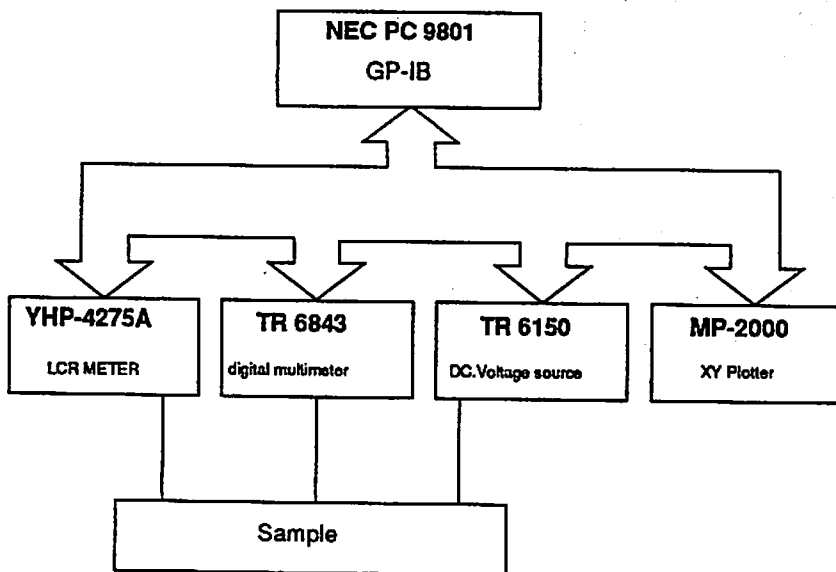 NEC PC 9801
GP-IB
YHP-4275A
LCR METER
TR 6843
digital multimeter
TR 6150
DC.Voltage source
MP-2000
XY Plotter
Sample